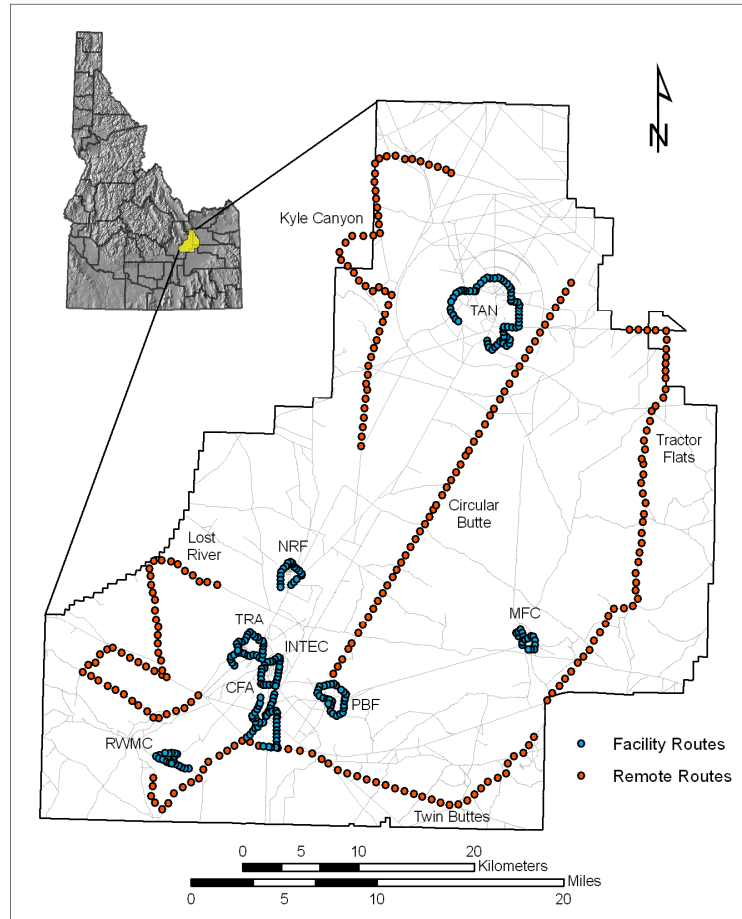 N
Kyle Canyon
TAN
Tractor
Flats
Circular
Butte
Lost
River
NRF
MFC
TRA
INTEC
CFA
PBF
RWMC
Facility Routes
Remote Routes
Twin Buttes
0 5 10 20
Kilometers
Miles
0 5 10 20